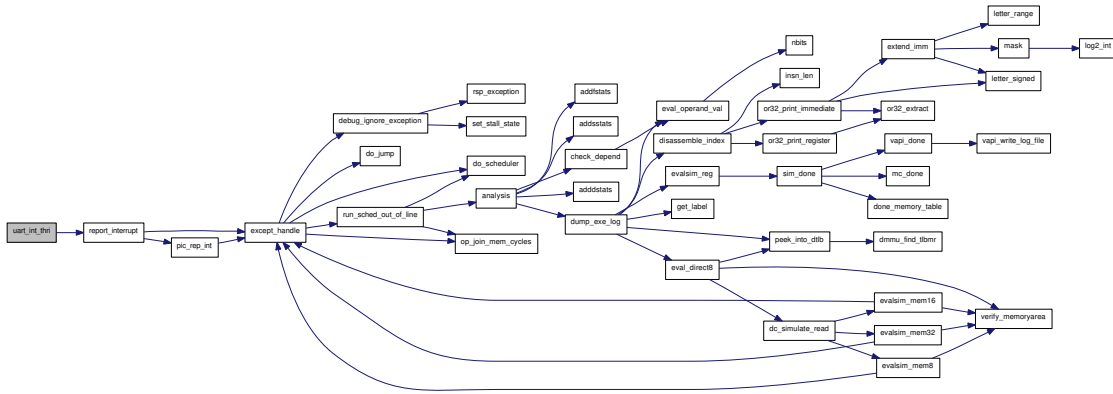 uart_int_thri
report_interrupt
pic_rep_int
except_handle
debug_ignore_exception
do_jump
run_sched_out_of_line
rsp_exception
set_stall_state
do_scheduler
analysis
op_join_mem_cycles
addfstats
addsstats
check_depend
adddstats
dump_exe_log
eval_operand_val
disassemble_index
evalsim_reg
get_label
eval_direct8
nbits
insn_len
or32_print_immediate
or32_print_register
sim_done
peek_into_dtlb
dc_simulate_read
extend_imm
or32_extract
vapi_done
mc_done
done_memory_table
dmmu_find_tlbmr
evalsim_mem16
evalsim_mem32
evalsim_mem8
letter_range
mask
letter_signed
vapi_write_log_file
verify_memoryarea
log2_int